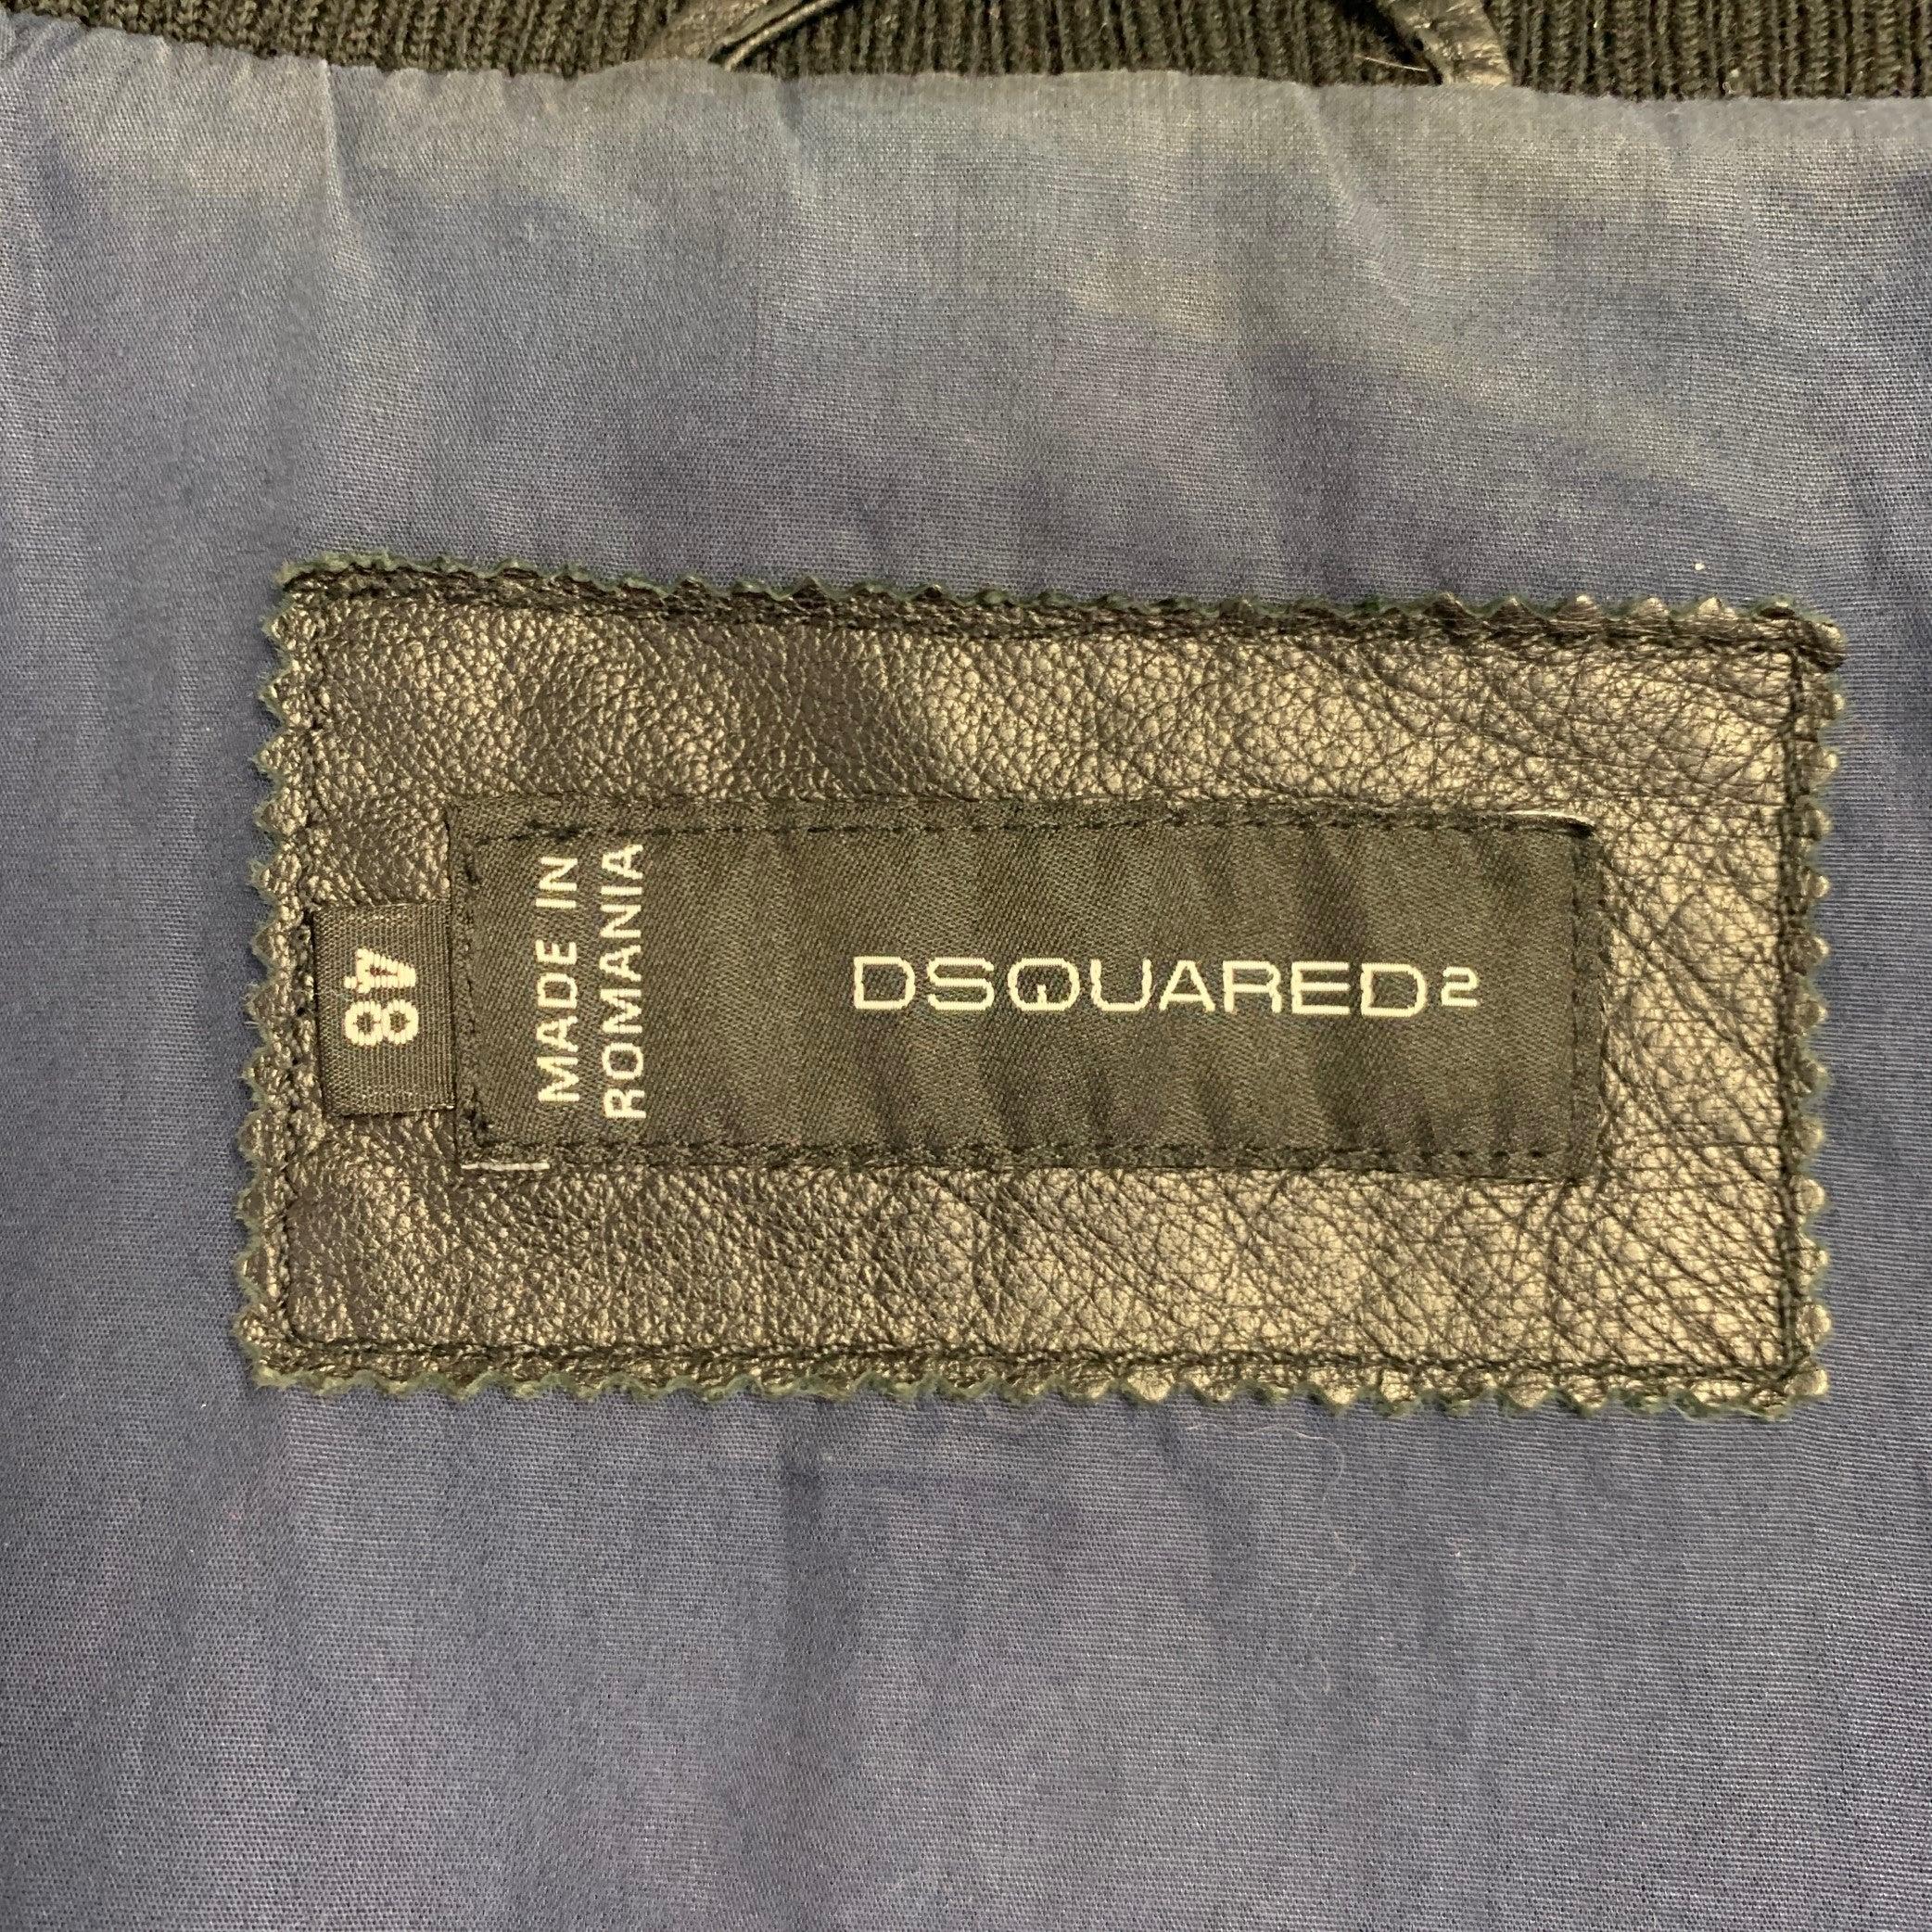 DSQUARED2
MADE IN
ROMANIA
48